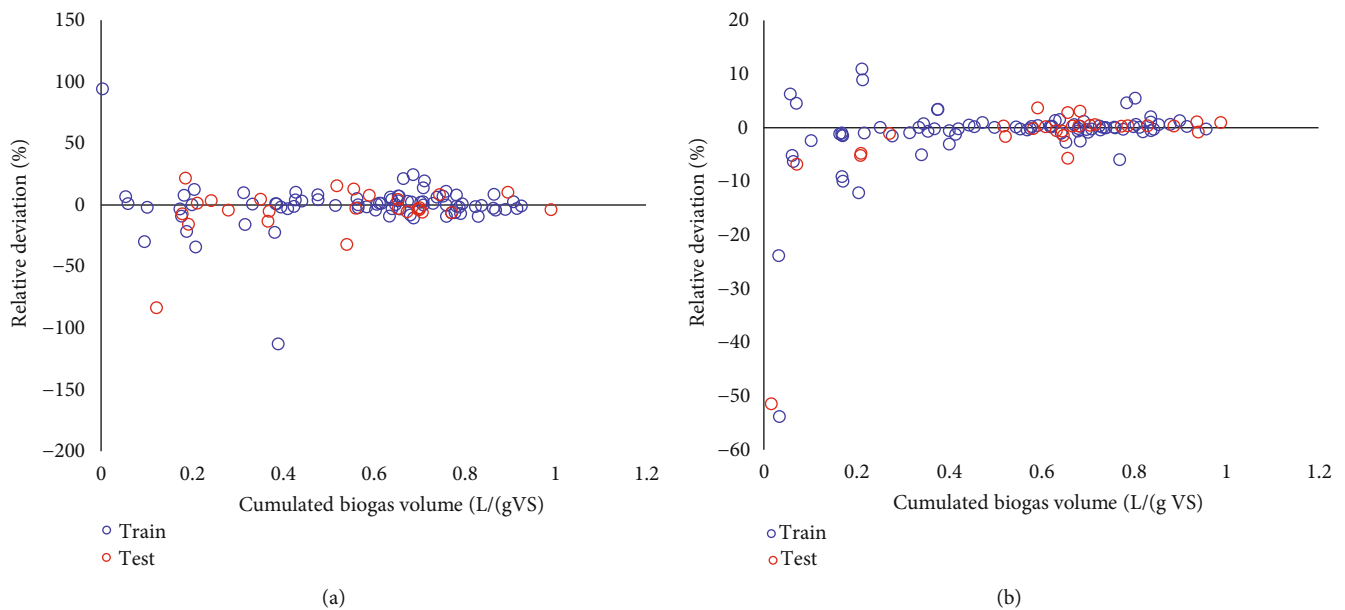 150
100
50
0
−50
−100
−150
−200
Relative deviation (%)
0 0.2 0.4 0.6 0.8 1 1.2
Cumulated biogas volume (L/(gVS)
Train
Test
(a)
20
10
0
−10
−20
−30
−40
−50
−60
Relative deviation (%)
0 0.2 0.4 0.6 0.8 1 1.2
Cumulated biogas volume (L/(g VS)
Train
Test
(b)